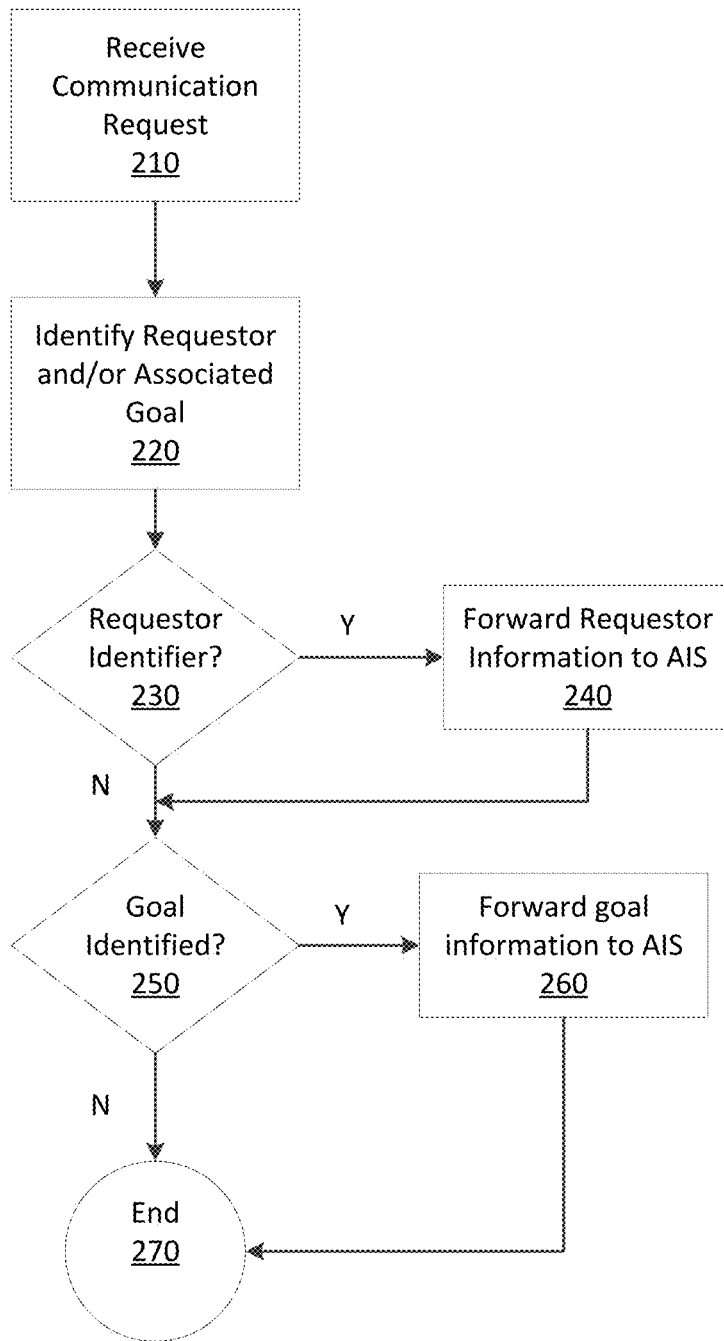 Receive
Communication
Request
210
Identify Requestor
and/or Associated
Goal
220
Requestor
Identifier?
230
Y
Forward Requestor
Information to AIS
240
N
Goal
Identified?
250
Y
Forward goal
information to AIS
260
N
End
270